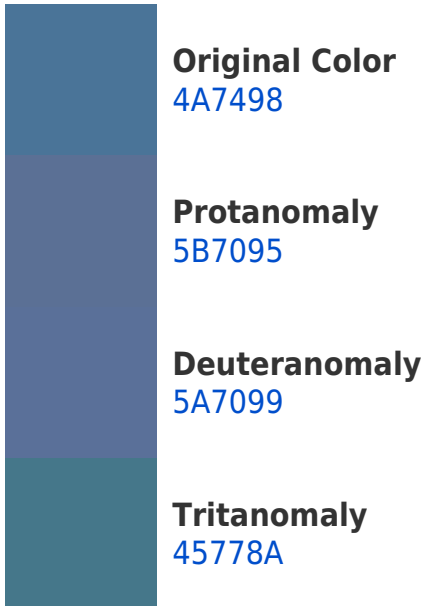 Original Color
4A7498
Protanomaly
5B7095
Deuteranomaly
5A7099
Tritanomaly
45778A